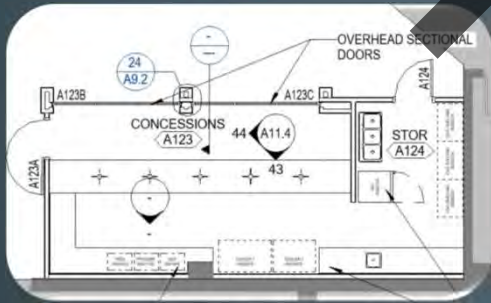 OVERHEAD SECTIONAL
DOORS
24
A9.2
-
-
A123B
A123C
A124
CONCESSIONS
A123
44
A11.4
43
STOR
A124
A123A
-
-